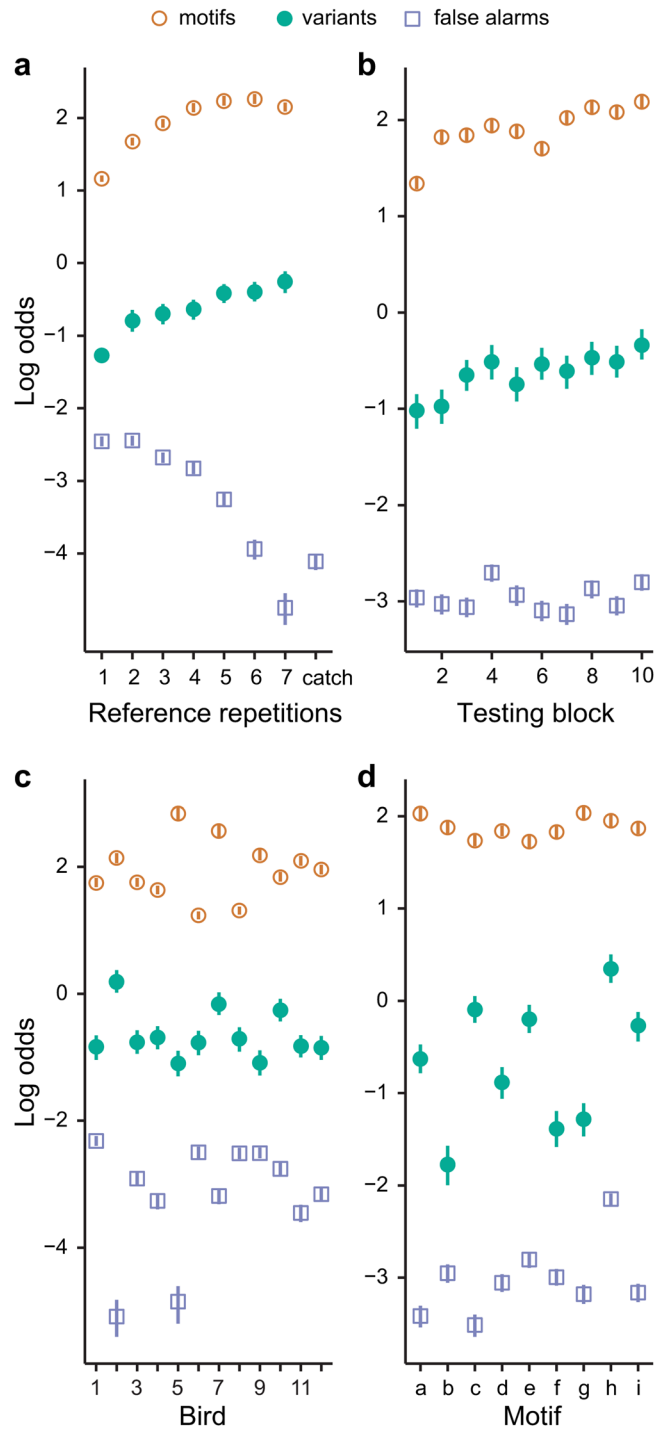 motifs variants false alarms
a
2
1
0
−1
−2
−3
−4
Log odds
1 2 3 4 5 6 7 catch
Reference repetitions
b
2
1
0
−1
−2
−3
2 4 6 8 10
Testing block
c
2
0
−2
−4
Log odds
1 3 5 7 9 11
Bird
d
2
1
0
−1
−2
−3
a b c d e f g h i
Motif